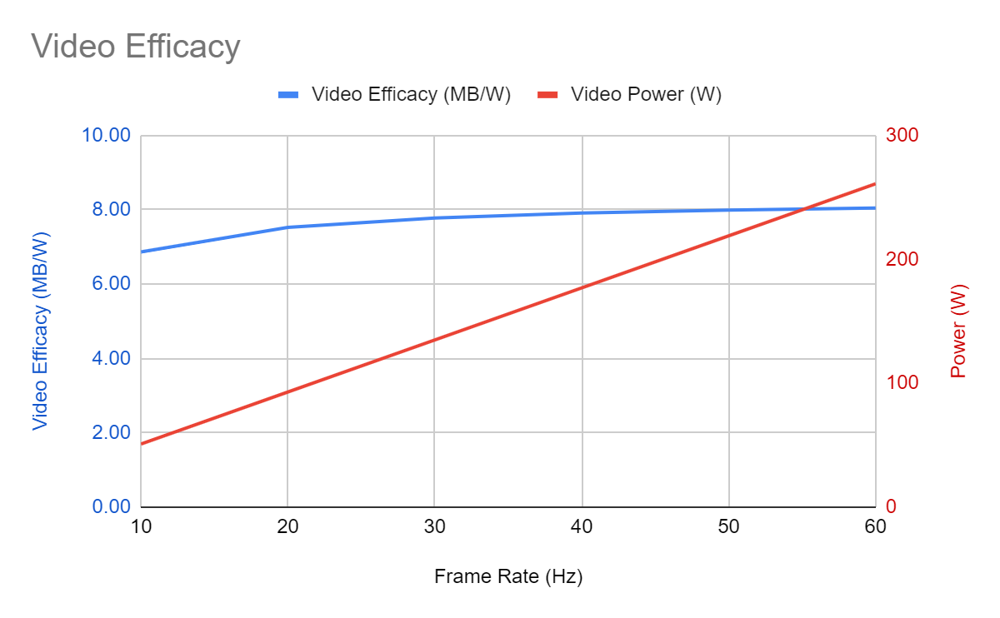 Video Efficacy
Video Efficacy (MB/W) Video Power (W)
10.00
8.00
6.00
4.00
2.00
0.00
Video Efficacy (MB/W)
300
200
100
0
Power (W)
10 20 30 40 50 60
Frame Rate (Hz)